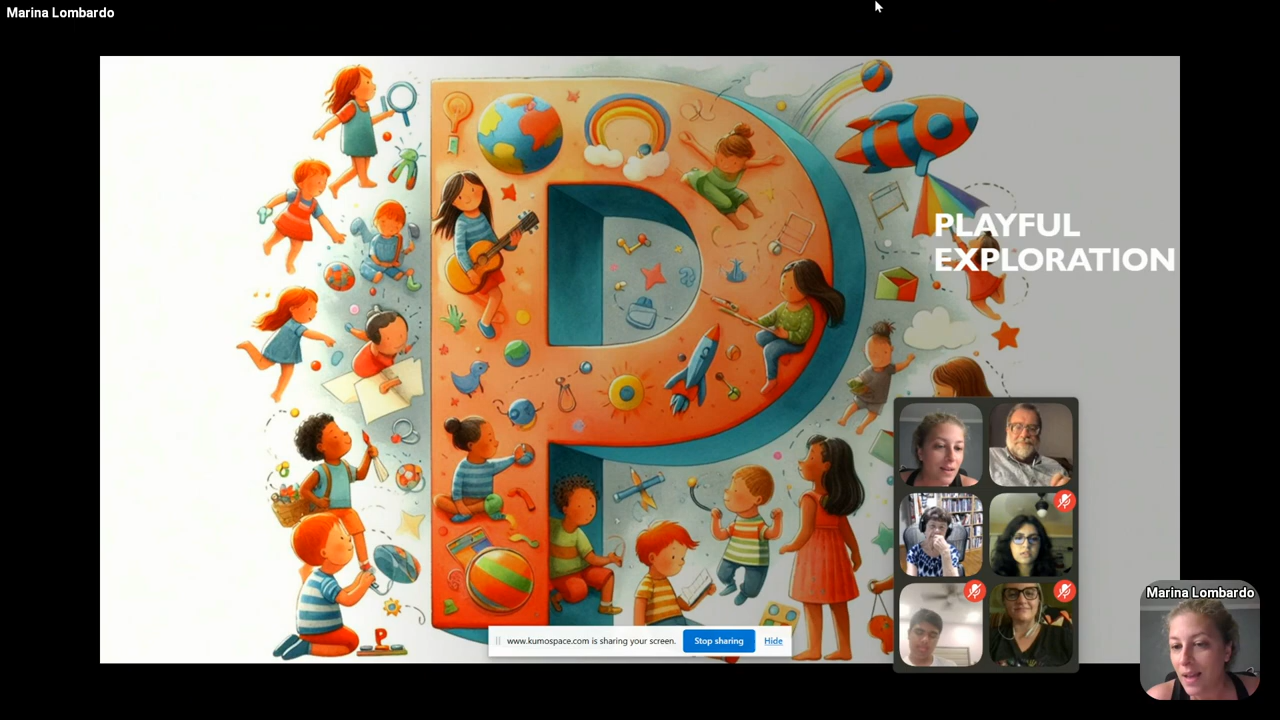 Marina Lombardo
PLAYFUL
EXPLORATION
www.kumospace.com is sharing your screen.
Stop sharing
Hide
Marina Lombardo
P